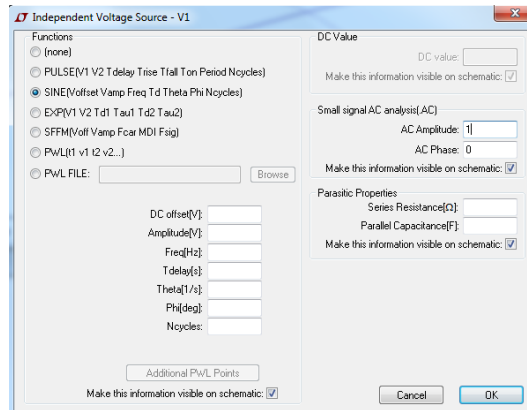 Independent Voltage Source - V1
Functions
(none)
PULSE(V1 V2 Tdelay Trise Tfall Ton Period Ncycles)
SINE(Voffset Vamp Freq Td Theta Phi Ncycles)
EXP(V1 V2 Td1 Tau1 Td2 Tau2)
SFFM(Voff Vamp Fcar MDI Fsig)
PWL(t1 v1 t2 v2...)
PWL FILE:
Browse
DC offset[V]:
Amplitude[V]:
Freq[Hz]:
Tdelay[s]:
Theta[1/s]:
Phi[deg]:
Ncycles:
Additional PWL Points
Make this information visible on schematic:
DC Value
DC value:
Make this information visible on schematic:
Small signal AC analysis(.AC)
AC Amplitude: 1
AC Phase: 0
Make this information visible on schematic:
Parasitic Properties
Series Resistance[Ω]:
Parallel Capacitance[F]:
Make this information visible on schematic:
Cancel
OK